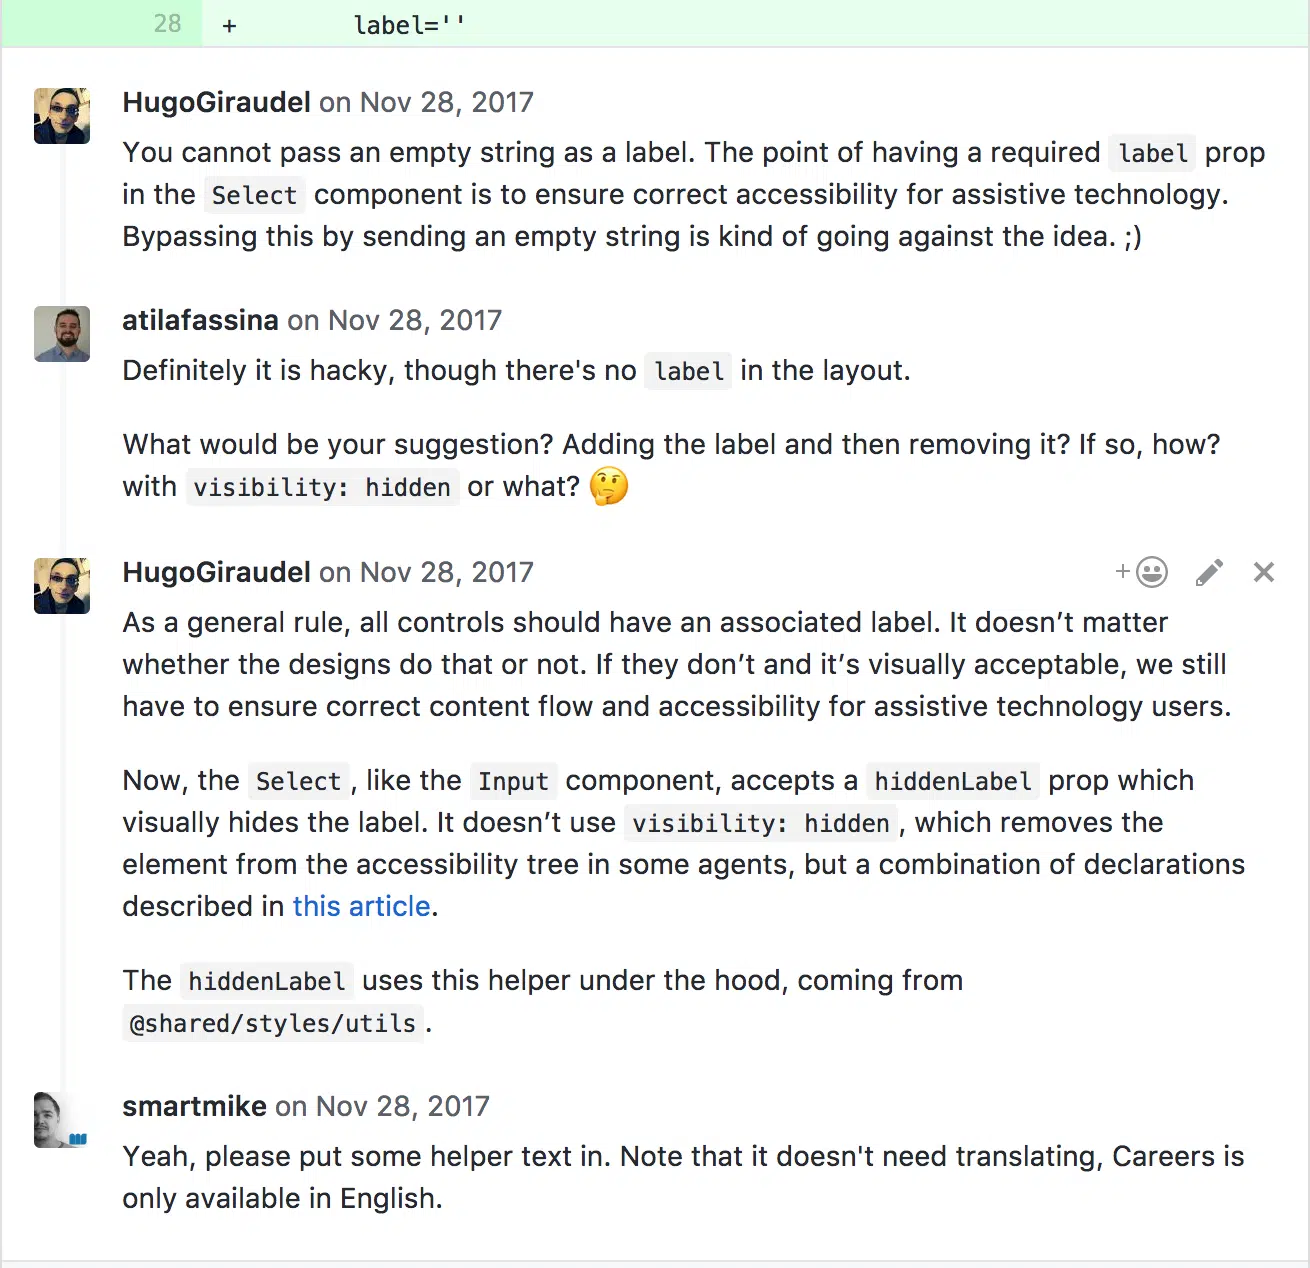 28 + label=''
HugoGiraudel on Nov 28, 2017
You cannot pass an empty string as a label. The point of having a required label prop
in the Select component is to ensure correct accessibility for assistive technology.
Bypassing this by sending an empty string is kind of going against the idea. ;)
atilafassina on Nov 28, 2017
Definitely it is hacky, though there's no label in the layout.
What would be your suggestion? Adding the label and then removing it? If so, how?
with visibility: hidden or what? 🤔
HugoGiraudel on Nov 28, 2017
As a general rule, all controls should have an associated label. It doesn’t matter
whether the designs do that or not. If they don’t and it’s visually acceptable, we still
have to ensure correct content flow and accessibility for assistive technology users.
Now, the Select, like the Input component, accepts a hiddenLabel prop which
visually hides the label. It doesn’t use visibility: hidden, which removes the
element from the accessibility tree in some agents, but a combination of declarations
described in this article.
The hiddenLabel uses this helper under the hood, coming from
@shared/styles/utils.
smartmike on Nov 28, 2017
Yeah, please put some helper text in. Note that it doesn't need translating, Careers is
only available in English.